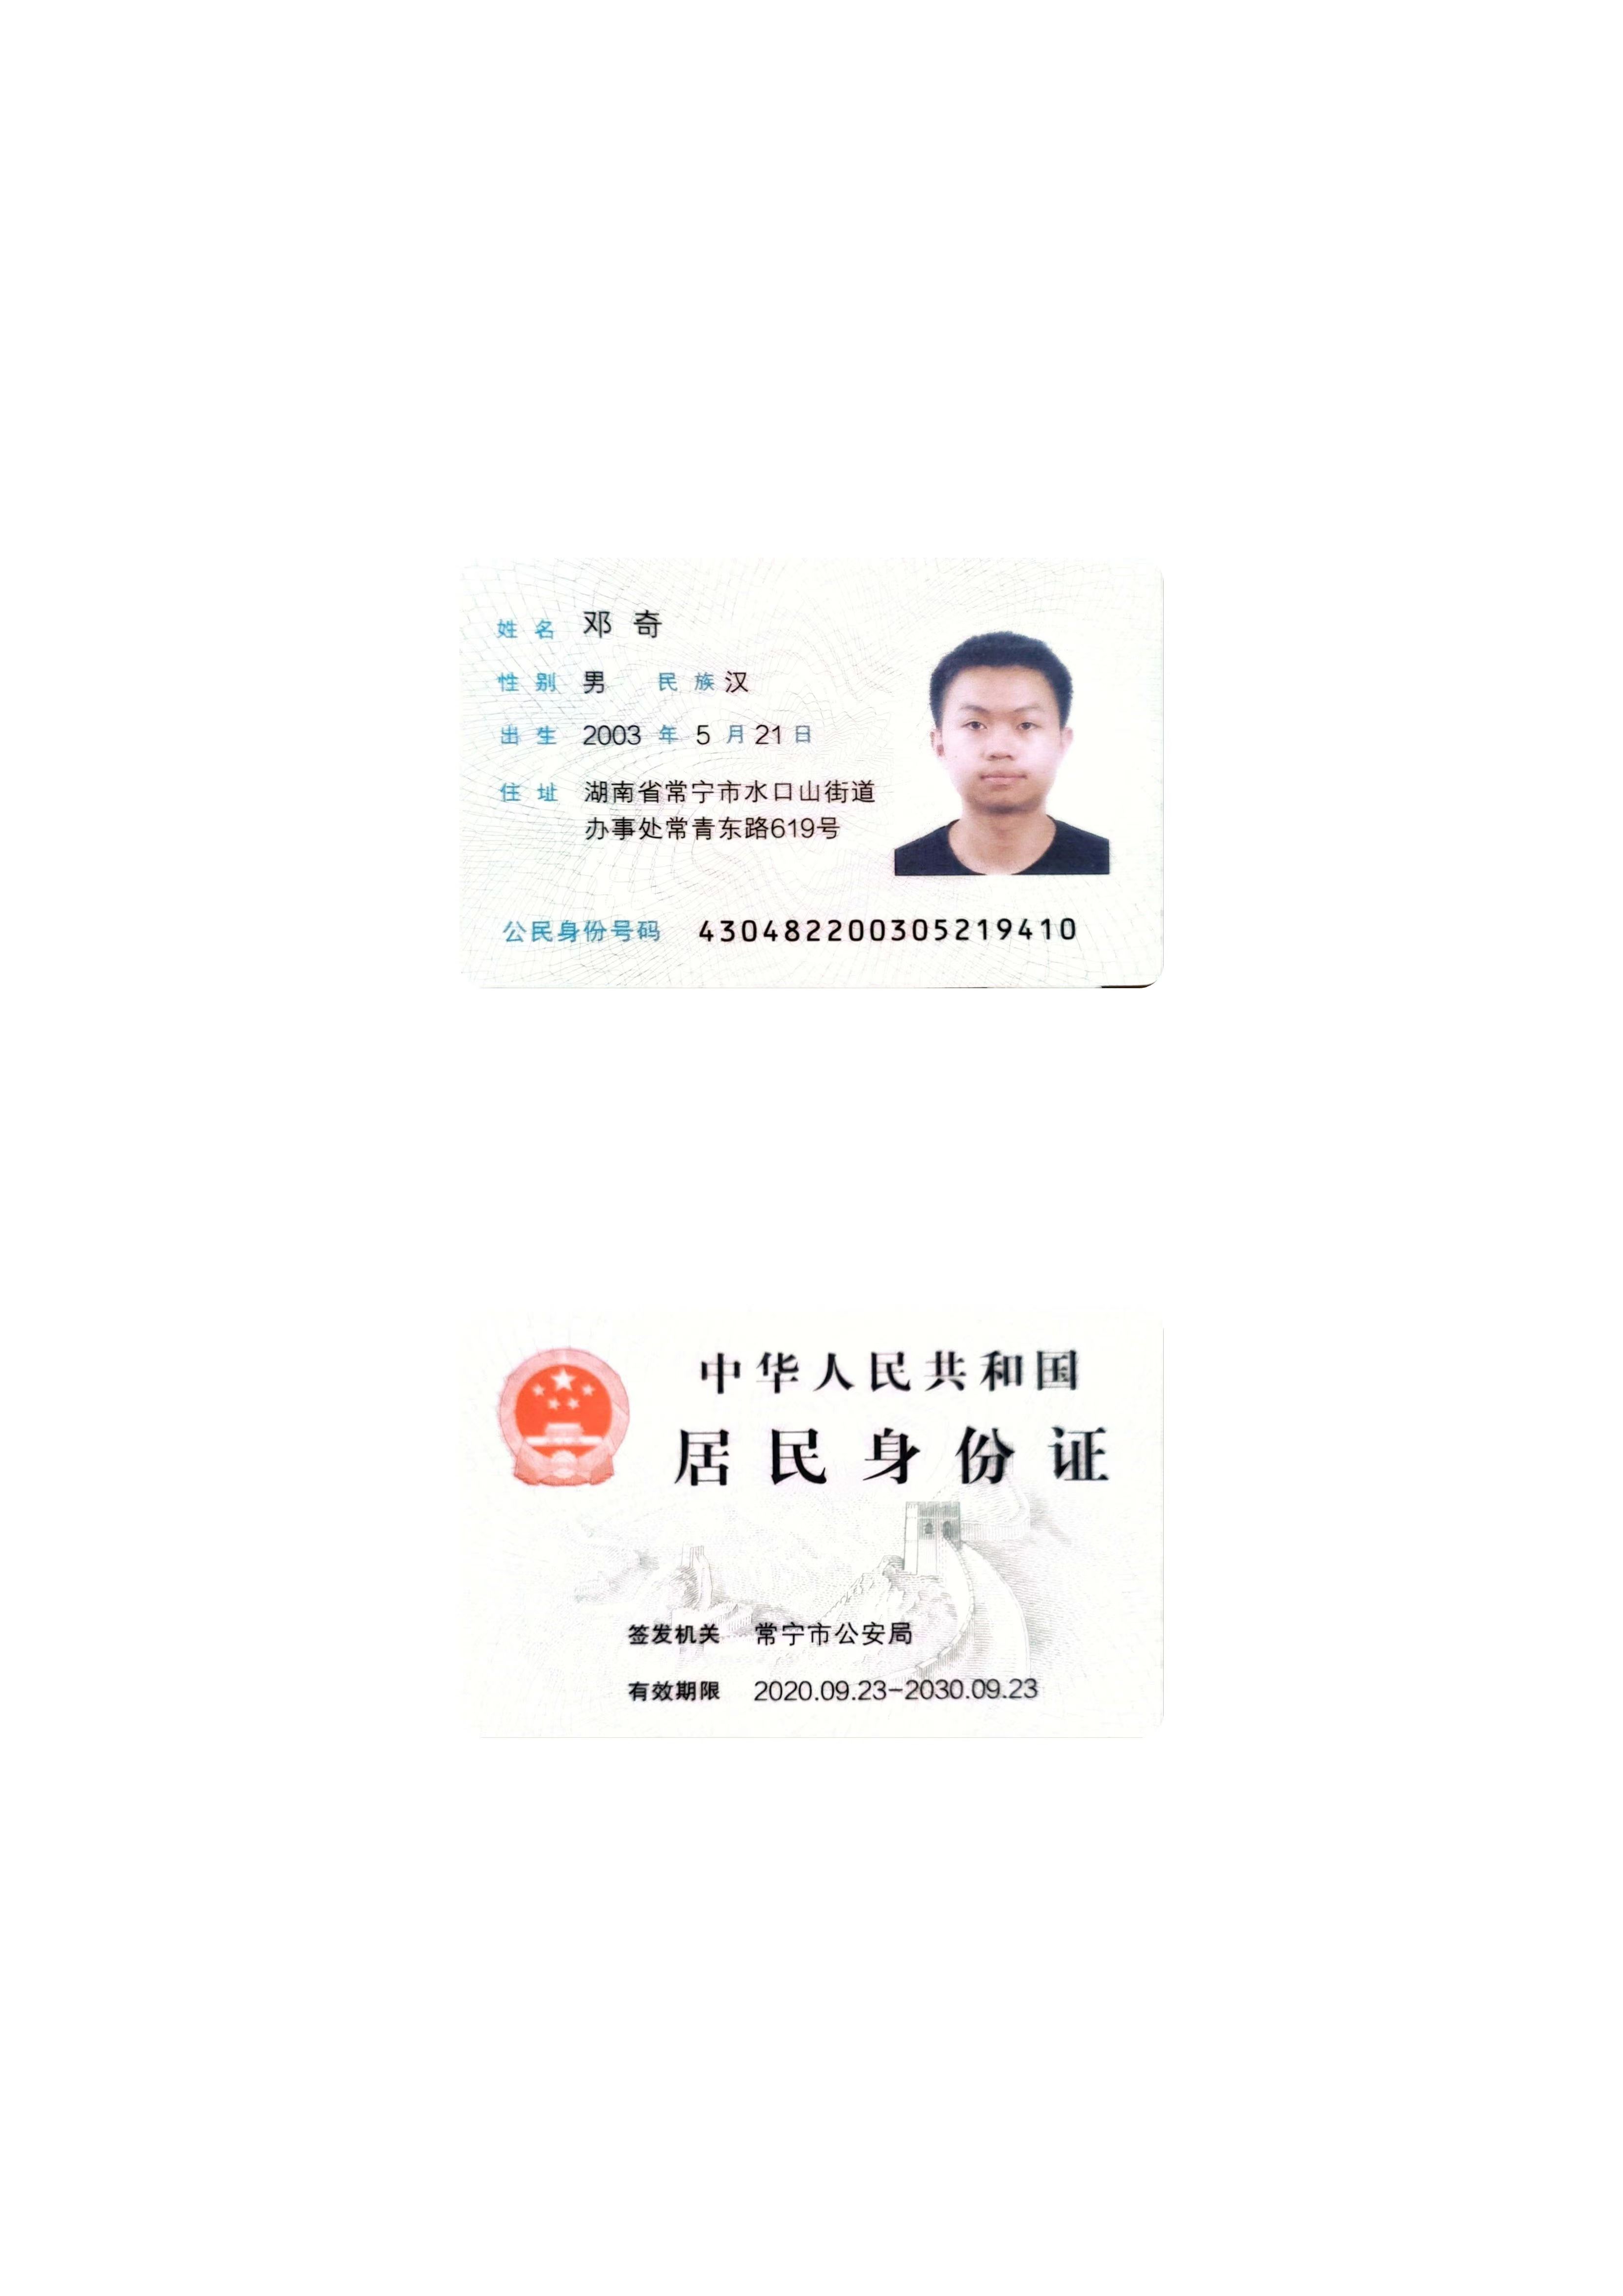 姓名 邓奇
性别 男 民族 汉
出生 2003 年 5 月 21 日
住址 湖南省常宁市水口山街道
办事处常青东路619号
公民身份号码 430482200305219410
中华人民共和国
居民身份证
签发机关 常宁市公安局
有效期限 2020.09.23-2030.09.23